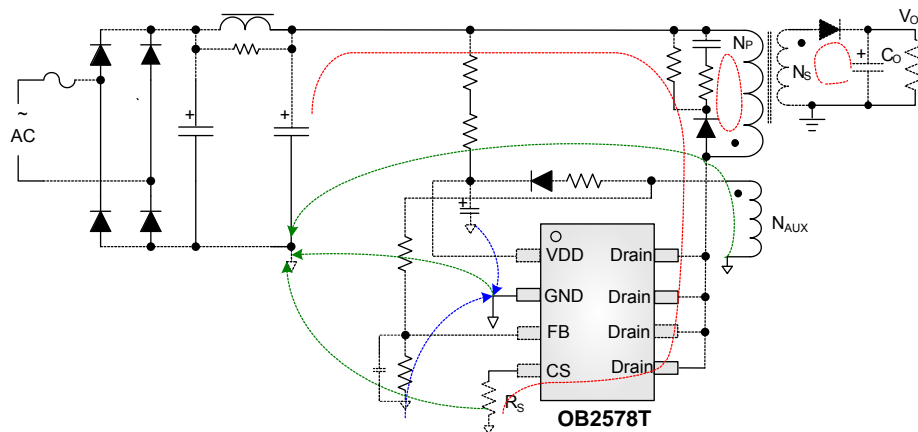 Vo
+
NP
+
Co
NS
~
AC
+
+
+
NAUX
VDD
Drain
GND
Drain
FB
Drain
CS
Drain
RS
OB2578T